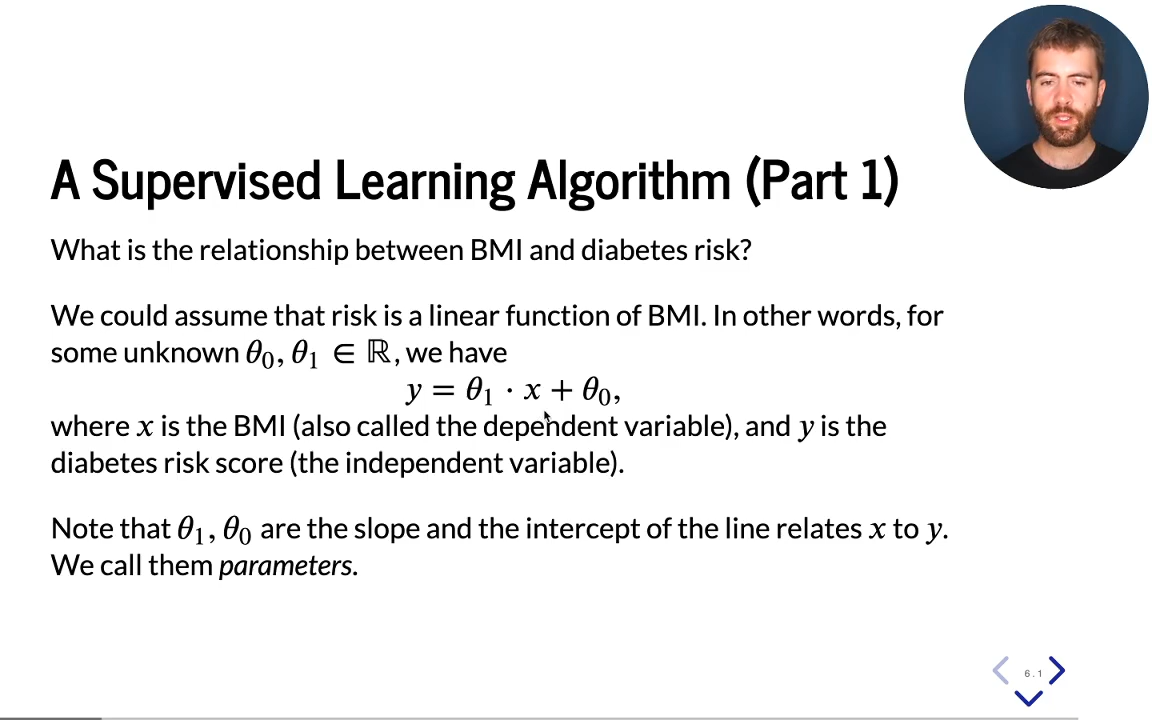 A Supervised Learning Algorithm (Part 1)
What is the relationship between BMI and diabetes risk?
We could assume that risk is a linear function of BMI. In other words, for
some unknown θ₀, θ₁ ∈ ℝ, we have
y = θ₁ · x + θ₀,
where x is the BMI (also called the dependent variable), and y is the
diabetes risk score (the independent variable).
Note that θ₁, θ₀ are the slope and the intercept of the line relates x to y.
We call them parameters.
6.1